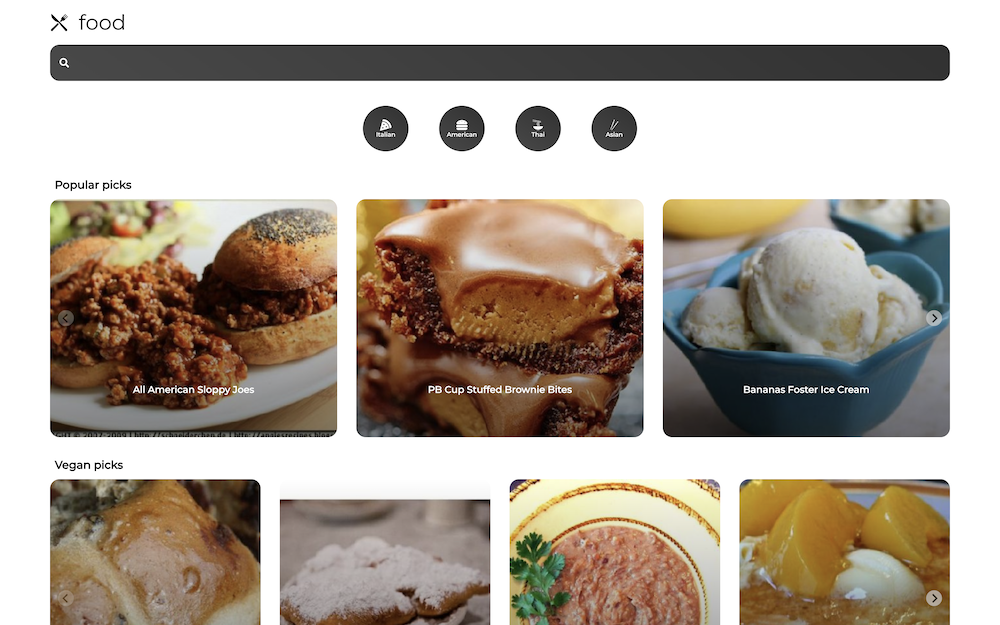 food
Italian
American
Thai
Asian
Popular picks
All American Sloppy Joes
PB Cup Stuffed Brownie Bites
Bananas Foster Ice Cream
Vegan picks